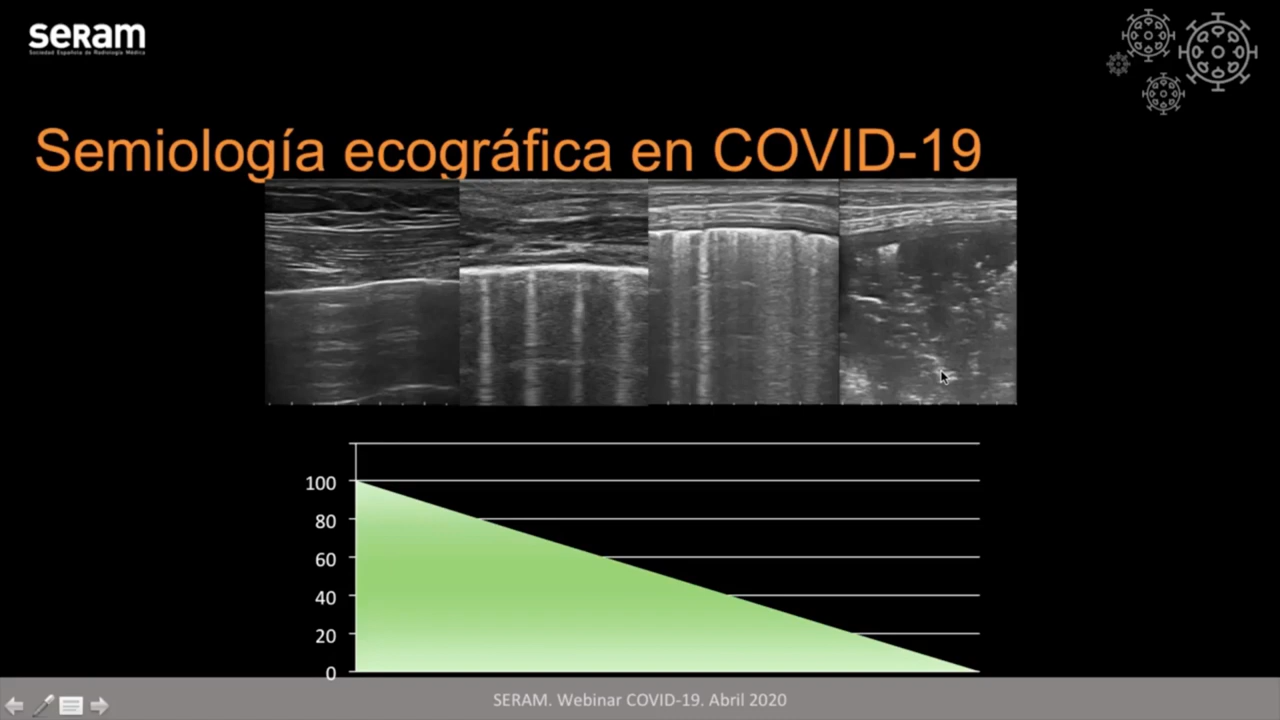 seram
Sociedad Española de Radiología Médica
Semiología ecográfica en COVID-19
100
80
60
40
20
0
SERAM. Webinar COVID-19. Abril 2020